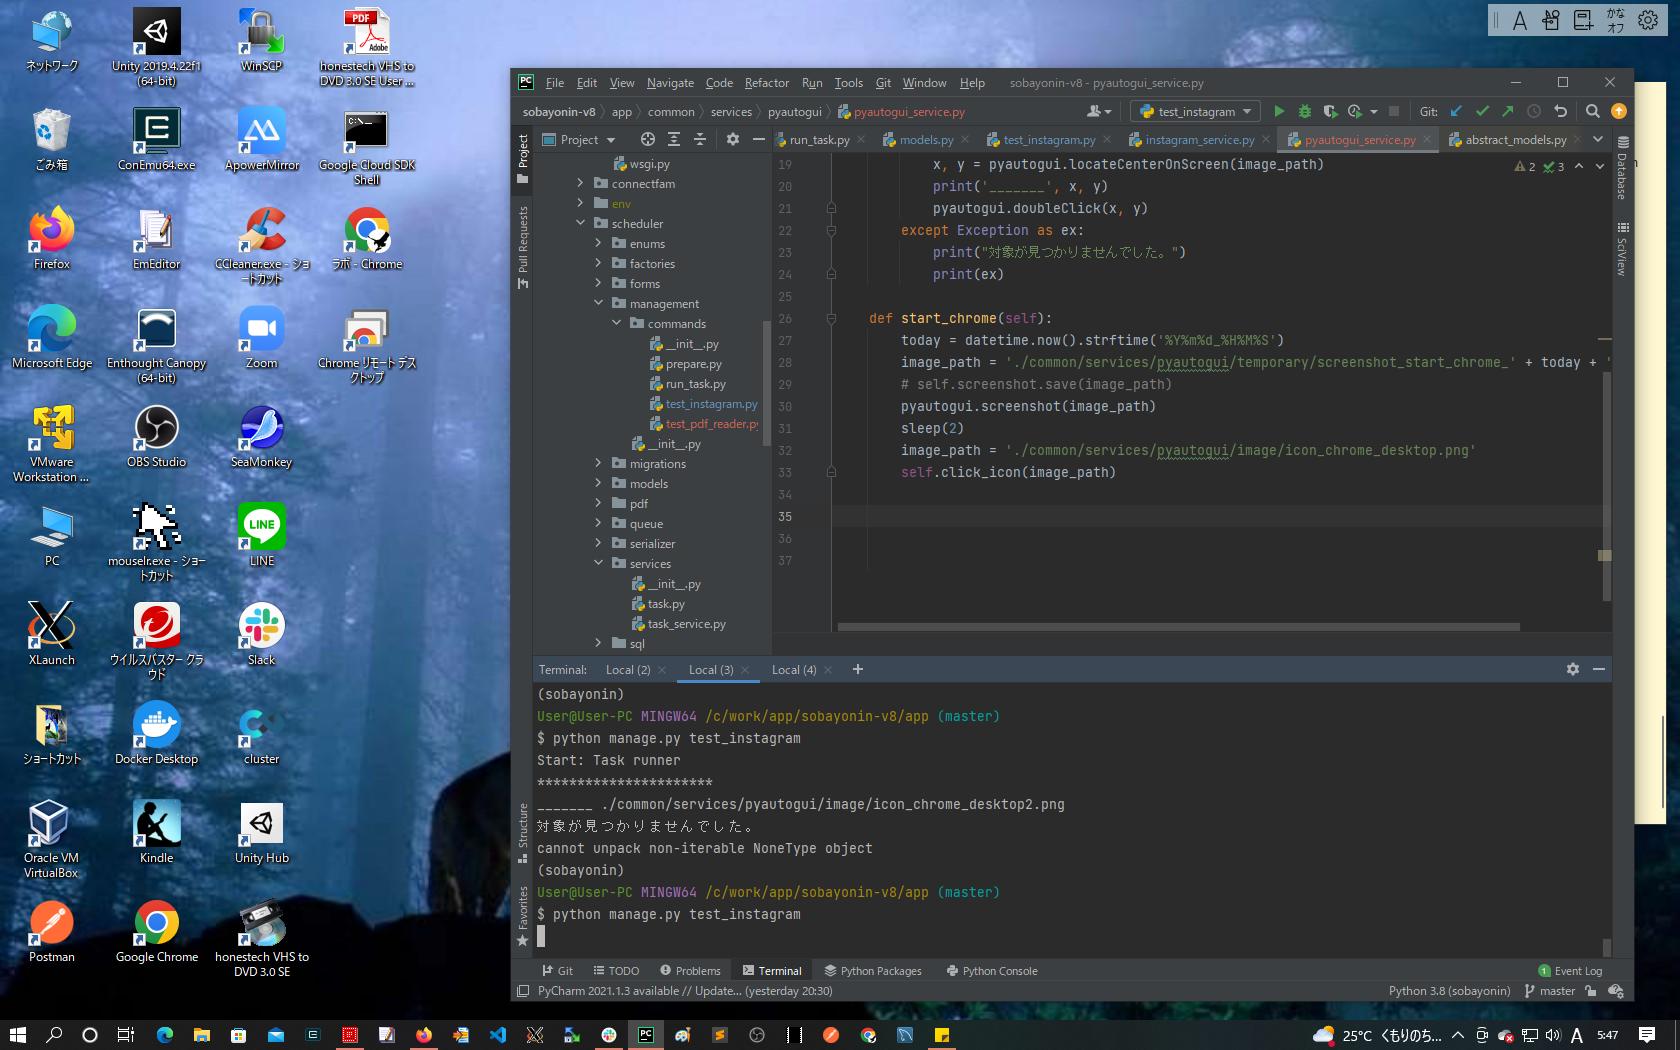 ネットワーク
Unity 2019.4.22f1
(64-bit)
WinSCP
honestech VHS to
DVD 3.0 SE User ...
ごみ箱
ConEmu64.exe
ApowerMirror
Google Cloud SDK
Shell
Firefox
EmEditor
CCleaner.exe - ショ
ートカット
ラボ - Chrome
Microsoft Edge
Enthought Canopy
(64-bit)
Zoom
Chrome リモート デス
クトップ
VMware
Workstation ...
OBS Studio
SeaMonkey
PC
mouselr.exe - ショー
トカット
LINE
XLaunch
ウイルスバスター クラ
ウド
Slack
ショートカット
Docker Desktop
cluster
Oracle VM
VirtualBox
Kindle
Unity Hub
Postman
Google Chrome
honestech VHS to
DVD 3.0 SE
A かな
オフ
PC File Edit View Navigate Code Refactor Run Tools Git Window Help sobayonin-v8 - pyautogui_service.py
sobayonin-v8 app common services pyautogui pyautogui_service.py test_instagram Git:
Project
run_task.py models.py test_instagram.py instagram_service.py pyautogui_service.py abstract_models.py
Project
Pull Requests
Structure
Favorites
Database
SciView
wsgi.py
connectfam
env
scheduler
enums
factories
forms
management
commands
__init__.py
prepare.py
run_task.py
test_instagram.py
test_pdf_reader.py
__init__.py
migrations
models
pdf
queue
serializer
services
__init__.py
task.py
task_service.py
sql
2 3
19 x, y = pyautogui.locateCenterOnScreen(image_path)
20 print('_______', x, y)
21 pyautogui.doubleClick(x, y)
22 except Exception as ex:
23 print("対象が見つかりませんでした。")
24 print(ex)
25
26 def start_chrome(self):
27 today = datetime.now().strftime('%Y%m%d_%H%M%S')
28 image_path = './common/services/pyautogui/temporary/screenshot_start_chrome_' + today + '
29 # self.screenshot.save(image_path)
30 pyautogui.screenshot(image_path)
31 sleep(2)
32 image_path = './common/services/pyautogui/image/icon_chrome_desktop.png'
33 self.click_icon(image_path)
34
35
36
37
Terminal: Local (2) Local (3) Local (4) +
(sobayonin)
User@User-PC MINGW64 /c/work/app/sobayonin-v8/app (master)
$ python manage.py test_instagram
Start: Task runner
**********************
_______ ./common/services/pyautogui/image/icon_chrome_desktop2.png
対象が見つかりませんでした。
cannot unpack non-iterable NoneType object
(sobayonin)
User@User-PC MINGW64 /c/work/app/sobayonin-v8/app (master)
$ python manage.py test_instagram
Git TODO Problems Terminal Python Packages Python Console 1 Event Log
PyCharm 2021.1.3 available // Update... (yesterday 20:30) Python 3.8 (sobayonin) master
25°C くもりのち... A 5:47